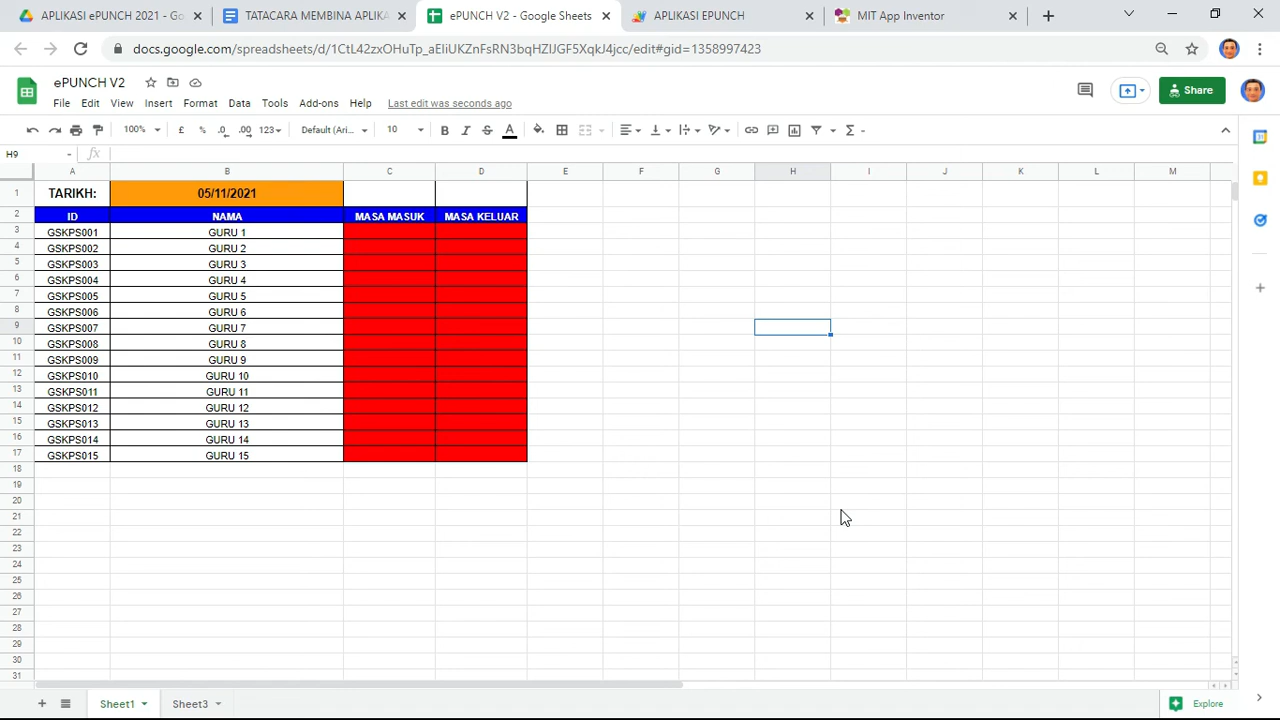 APLIKASI ePUNCH 2021 - Go
TATACARA MEMBINA APLIKA
ePUNCH V2 - Google Sheets
APLIKASI EPUNCH
MIT App Inventor
docs.google.com/spreadsheets/d/1CtL42zxOHuTp_aEliUKZnFsRN3bqHZIJGF5XqkJ4jcc/edit#gid=1358997423
ePUNCH V2
File Edit View Insert Format Data Tools Add-ons Help Last edit was seconds ago
Share
100% £ % .0 .00 123 Default (Ari... 10 B I S A
H9 fx
A B C D E F G H I J K L M
1 TARIKH: 05/11/2021
2 ID NAMA MASA MASUK MASA KELUAR
3 GSKPS001 GURU 1
4 GSKPS002 GURU 2
5 GSKPS003 GURU 3
6 GSKPS004 GURU 4
7 GSKPS005 GURU 5
8 GSKPS006 GURU 6
9 GSKPS007 GURU 7
10 GSKPS008 GURU 8
11 GSKPS009 GURU 9
12 GSKPS010 GURU 10
13 GSKPS011 GURU 11
14 GSKPS012 GURU 12
15 GSKPS013 GURU 13
16 GSKPS014 GURU 14
17 GSKPS015 GURU 15
18
19
20
21
22
23
24
25
26
27
28
29
30
31
Sheet1 Sheet3 Explore